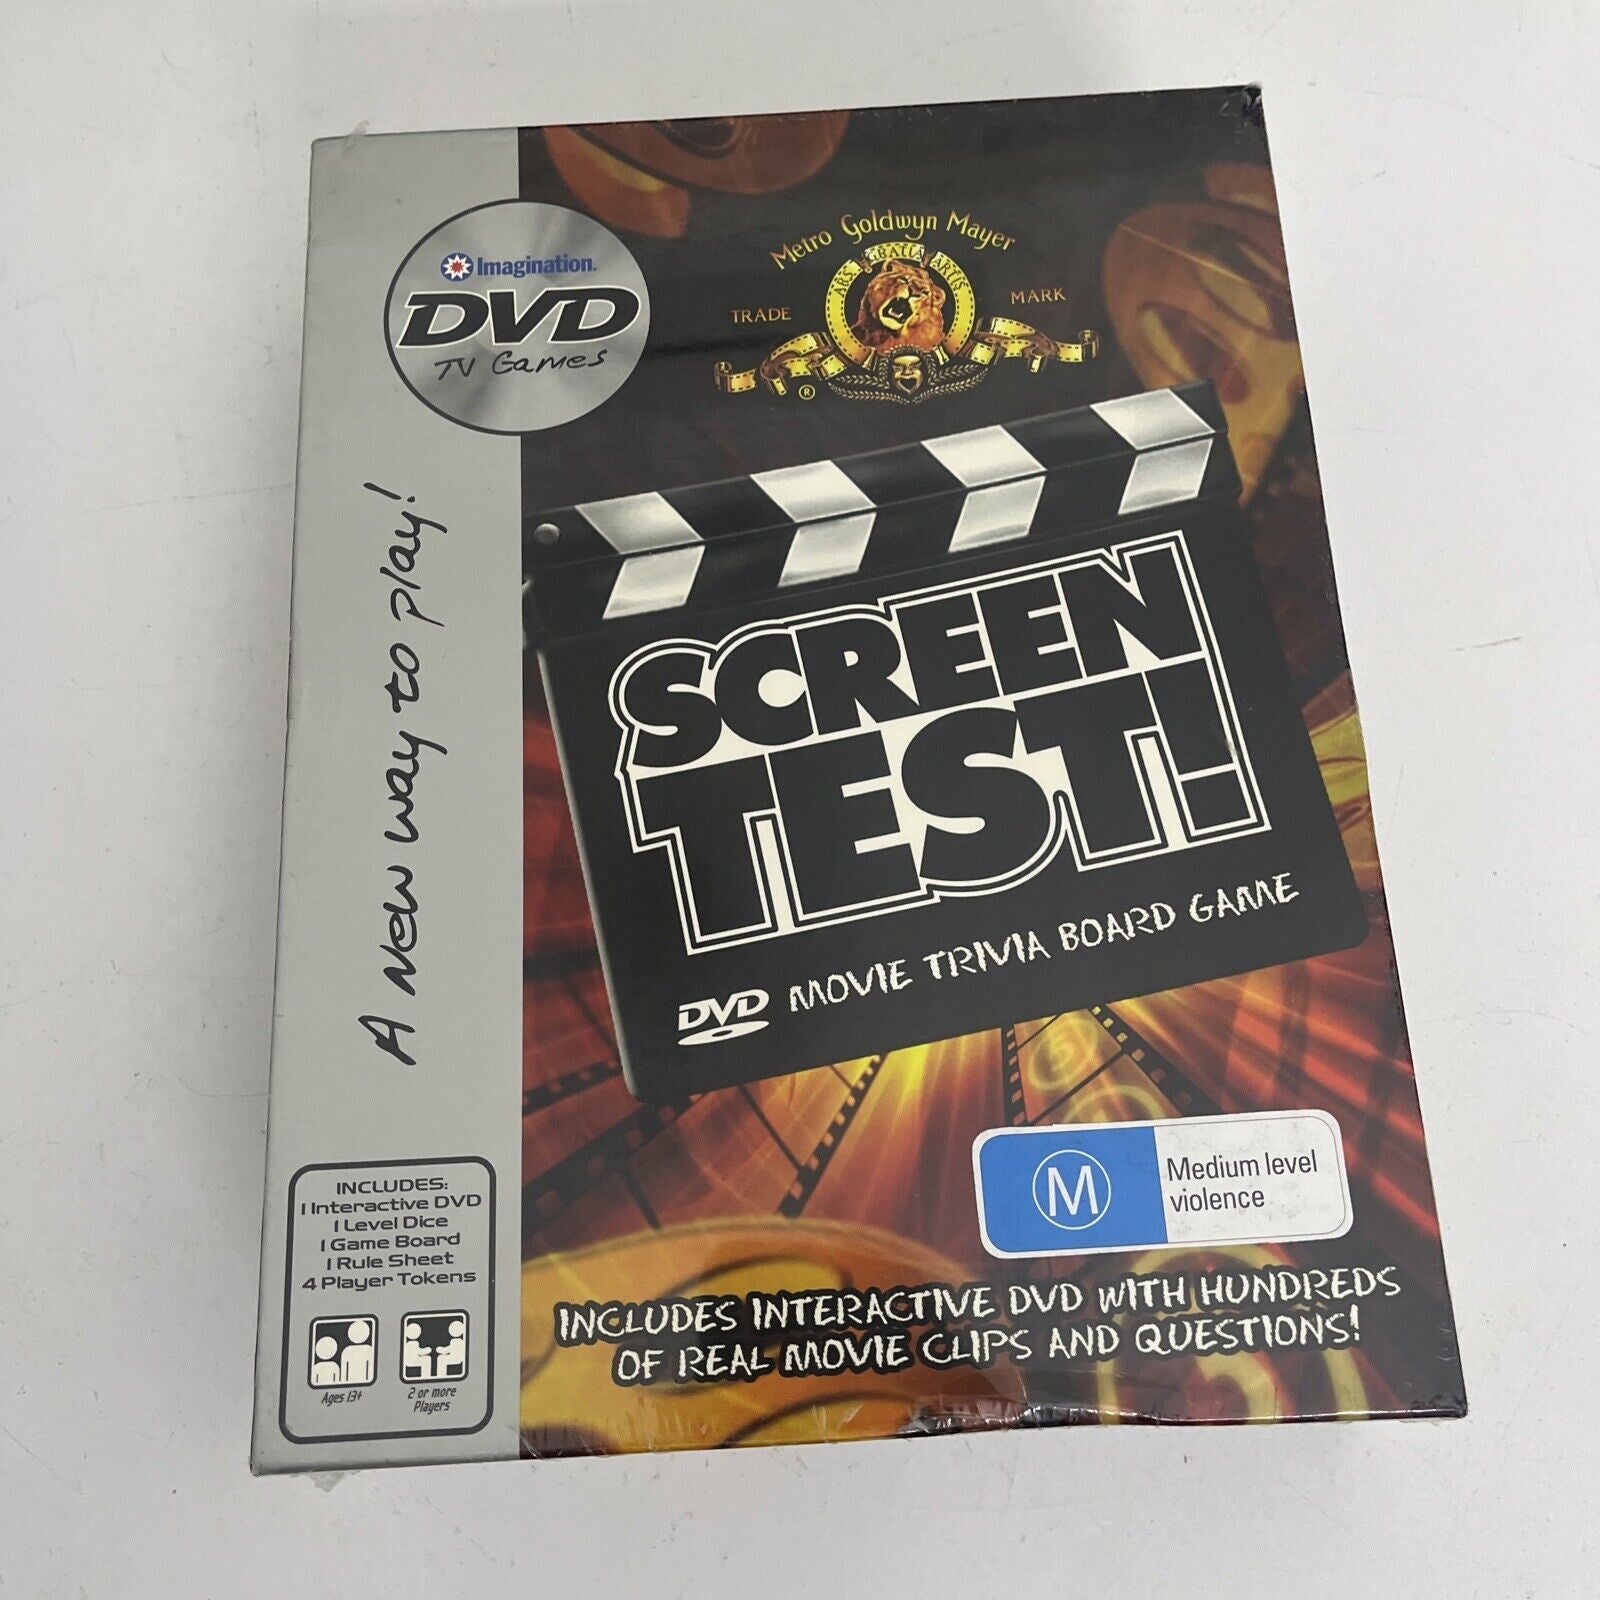 Imagination
DVD
TV Games
A New way to play!
INCLUDES:
1 Interactive DVD
1 Level Dice
1 Game Board
1 Rule Sheet
4 Player Tokens
Ages 13+
2 or more
Players
Metro Goldwyn Mayer
ARS GRATIA ARTIS
TRADE MARK
®
SCREEN
TEST!
DVD MOVIE TRIVIA BOARD GAME
M
Medium level
violence
INCLUDES INTERACTIVE DVD WITH HUNDREDS
OF REAL MOVIE CLIPS AND QUESTIONS!